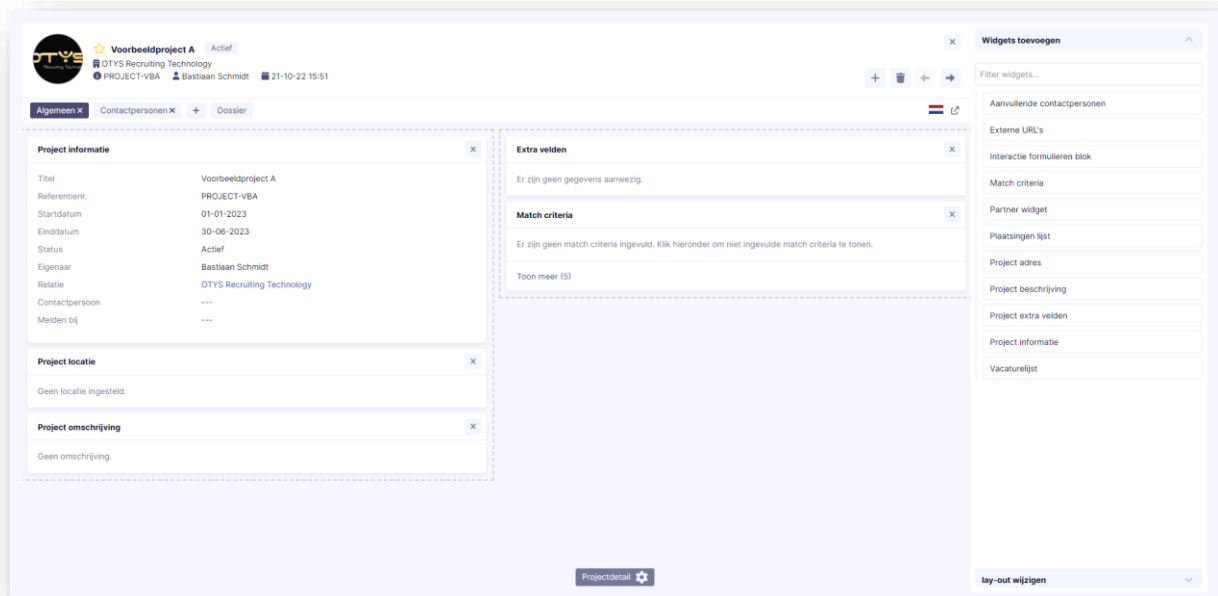 OTYS
Recruiting Technology
Voorbeeldproject A Actief
OTYS Recruiting Technology
PROJECT-VBA Bastiaan Schmidt 21-10-22 15:51
Algemeen Contactpersonen + Dossier
Project informatie
Titel Voorbeeldproject A
Referentienr. PROJECT-VBA
Startdatum 01-01-2023
Einddatum 30-06-2023
Status Actief
Eigenaar Bastiaan Schmidt
Relatie OTYS Recruiting Technology
Contactpersoon ---
Melden bij ---
Project locatie
Geen locatie ingesteld.
Project omschrijving
Geen omschrijving.
Extra velden
Er zijn geen gegevens aanwezig.
Match criteria
Er zijn geen match criteria ingevuld. Klik hieronder om niet ingevulde match criteria te tonen.
Toon meer (5)
Projectdetail
Widgets toevoegen
Filter widgets...
Aanvullende contactpersonen
Externe URL's
Interactie formulieren blok
Match criteria
Partner widget
Plaatsingen lijst
Project adres
Project beschrijving
Project extra velden
Project informatie
Vacaturelijst
lay-out wijzigen